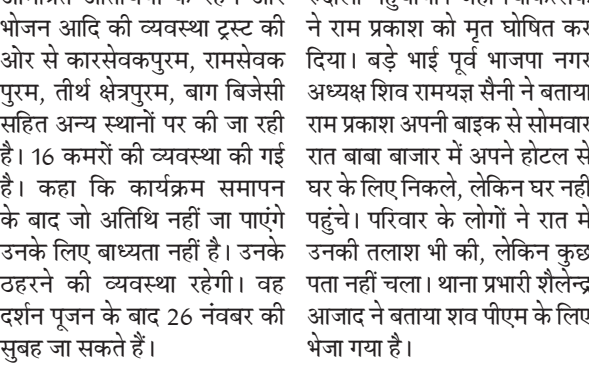 भोजन आदि की व्यवस्था ट्रस्ट की
ओर से कारसेवकपुरम, रामसेवक
पुरम, तीर्थ क्षेत्रपुरम, बाग बिजेसी
सहित अन्य स्थानों पर की जा रही
है। 16 कमरों की व्यवस्था की गई
है। कहा कि कार्यक्रम समापन
के बाद जो अतिथि नहीं जा पाएंगे
उनके लिए बाध्यता नहीं है। उनके
ठहरने की व्यवस्था रहेगी। वह
दर्शन पूजन के बाद 26 नंवबर की
सुबह जा सकते हैं।
ने राम प्रकाश को मृत घोषित कर
दिया। बड़े भाई पूर्व भाजपा नगर
अध्यक्ष शिव रामयज्ञ सैनी ने बताया
राम प्रकाश अपनी बाइक से सोमवार
रात बाबा बाजार में अपने होटल से
घर के लिए निकले, लेकिन घर नहीं
पहुंचे। परिवार के लोगों ने रात में
उनकी तलाश भी की, लेकिन कुछ
पता नहीं चला। थाना प्रभारी शैलेन्द्र
आजाद ने बताया शव पीएम के लिए
भेजा गया है।